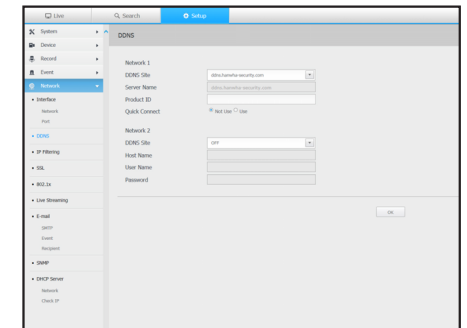 Live
Search
Setup
System
Device
Record
Event
Network
Interface
Network
Port
DDNS
IP Filtering
SSL
802.1x
Live Streaming
E-mail
SMTP
Event
Recipient
SNMP
DHCP Server
Network
Check IP
DDNS
Network 1
DDNS Site ddns.hanwha-security.com
Server Name ddns.hanwha-security.com
Product ID
Quick Connect Not Use Use
Network 2
DDNS Site OFF
Host Name
User Name
Password
OK